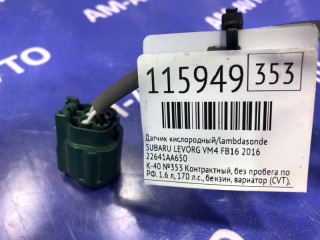 115949 353
Датчик кислородный/lambdasonde
SUBARU LEVORG VM4 FB16 2016
22641AA650
К-40 №353 Контрактный, без пробега по
РФ. 1.6 л, 170 л.с., бензин, вариатор (CVT),